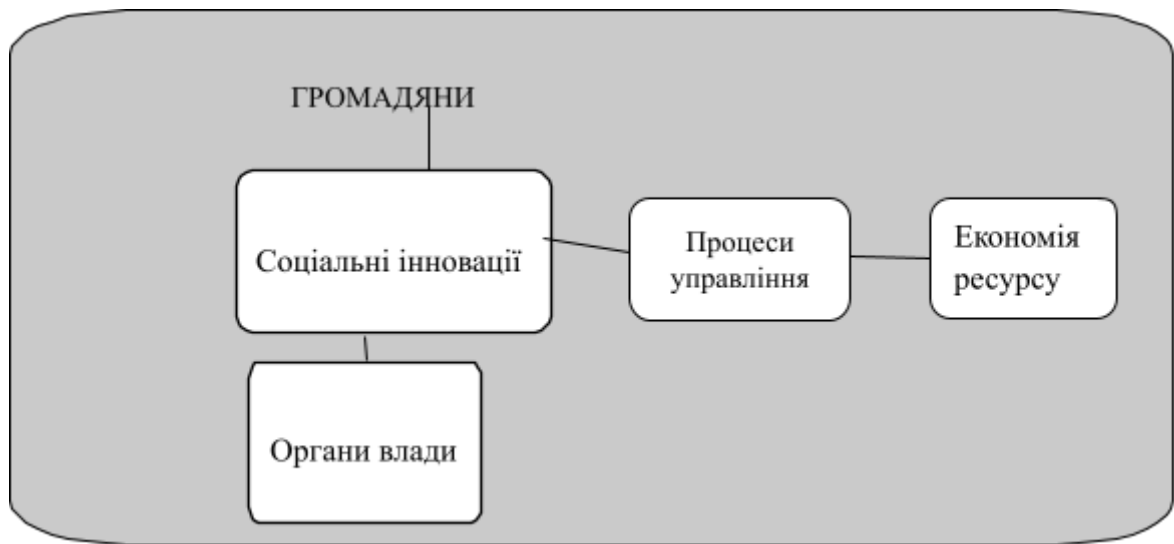 ГРОМАДЯНИ
Соціальні інновації
Процеси
управління
Економія
ресурсу
Органи влади